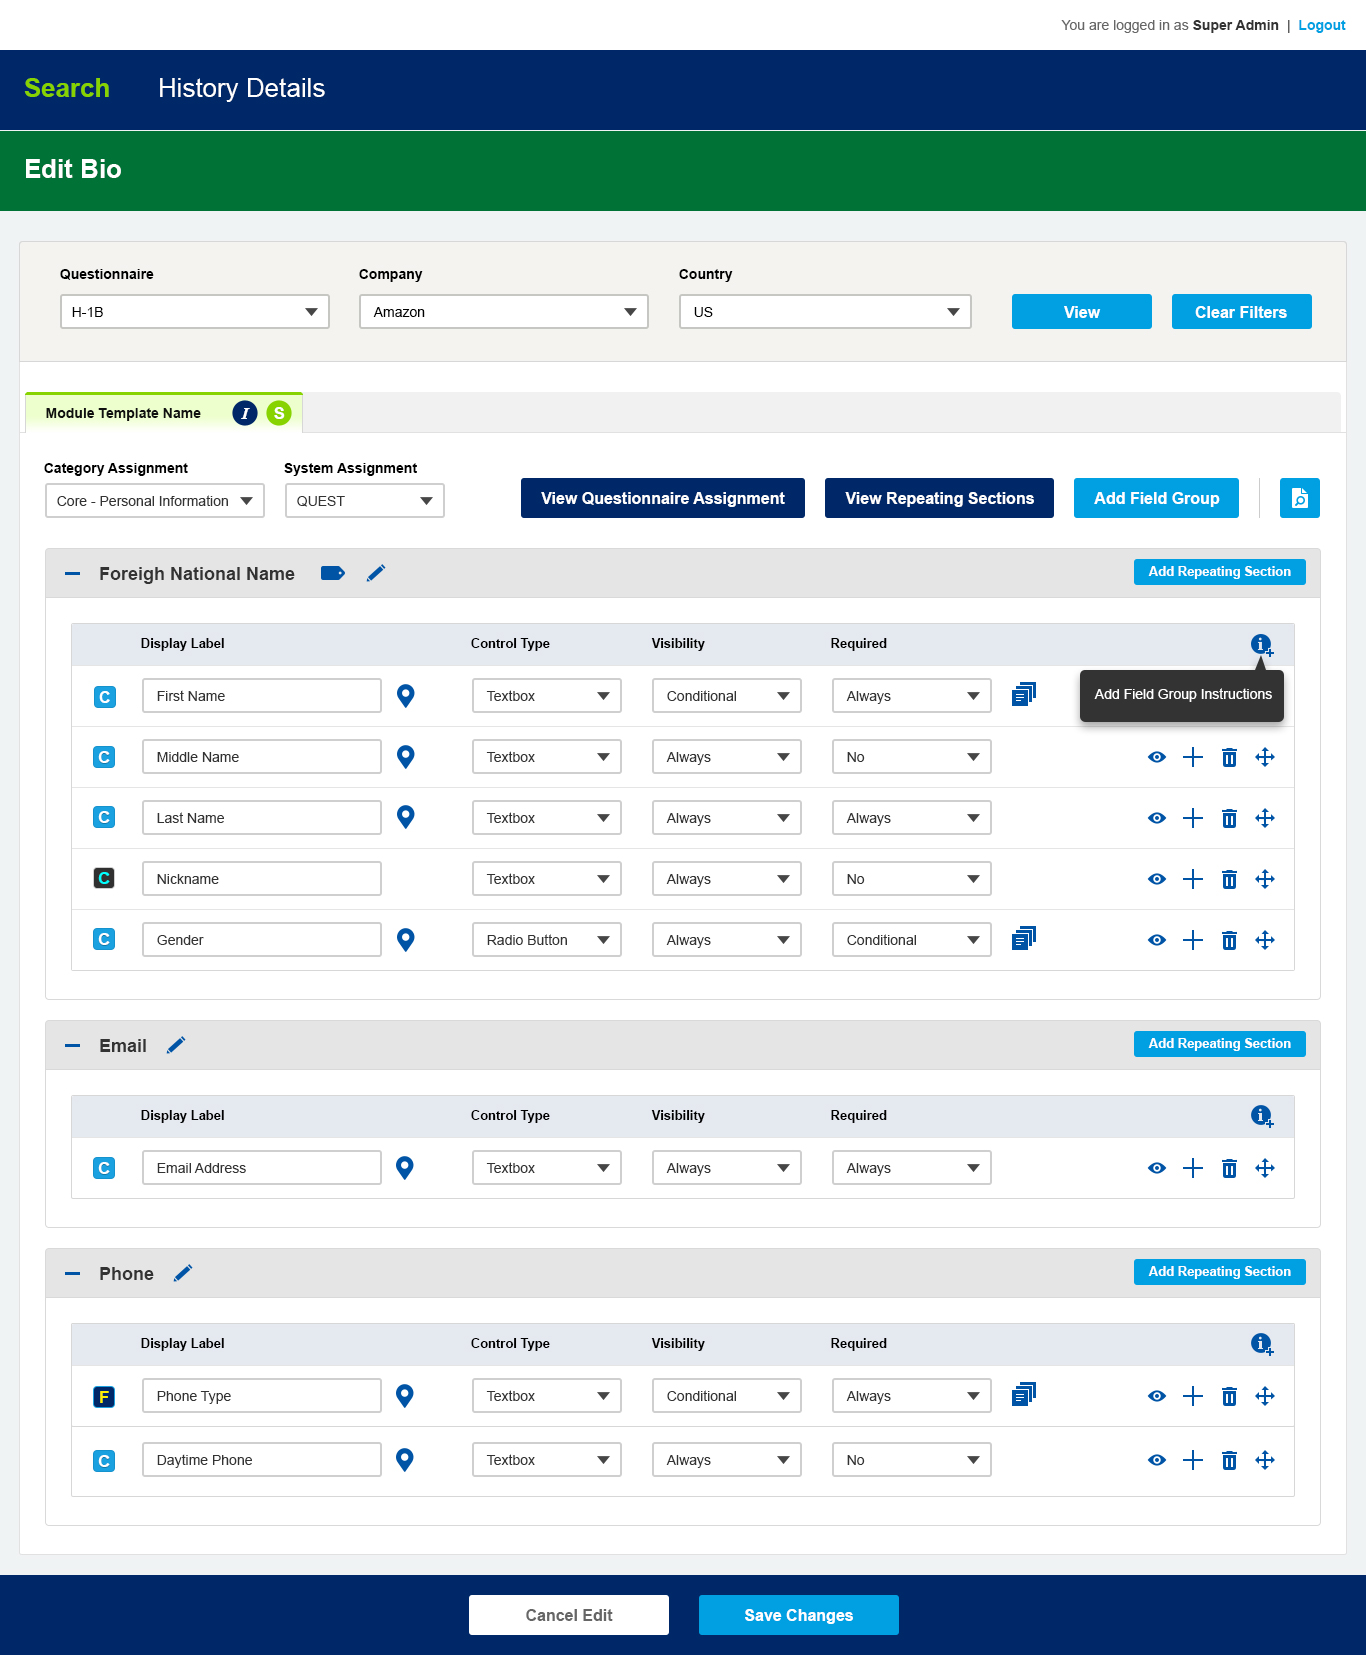 You are logged in as Super Admin | Logout
Search History Details
Edit Bio
Questionnaire Company Country
H-1B Amazon US View Clear Filters
Module Template Name I S
Category Assignment System Assignment
Core - Personal Information QUEST View Questionnaire Assignment View Repeating Sections Add Field Group
Foreigh National Name Add Repeating Section
Display Label Control Type Visibility Required i
C First Name Textbox Conditional Always Add Field Group Instructions
C Middle Name Textbox Always No
C Last Name Textbox Always Always
C Nickname Textbox Always No
C Gender Radio Button Always Conditional
Email Add Repeating Section
Display Label Control Type Visibility Required i
C Email Address Textbox Always Always
Phone Add Repeating Section
Display Label Control Type Visibility Required i
F Phone Type Textbox Conditional Always
C Daytime Phone Textbox Always No
Cancel Edit Save Changes